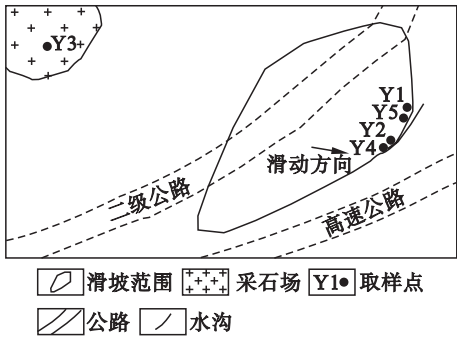 Y3
Y1
Y5
Y2
Y4
滑动方向
二级公路
高速公路
滑坡范围 采石场 Y1 取样点
公路 水沟